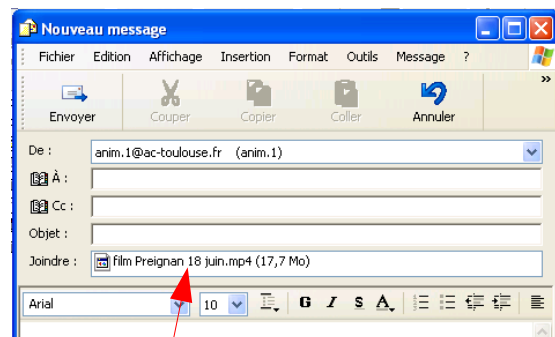 Nouveau message
Fichier Edition Affichage Insertion Format Outils Message ?
Envoyer Couper Copier Coller Annuler »
De : anim.1@ac-toulouse.fr (anim.1)
À :
Cc :
Objet :
Joindre : film Preignan 18 juin.mp4 (17,7 Mo)
Arial 10 G I S A